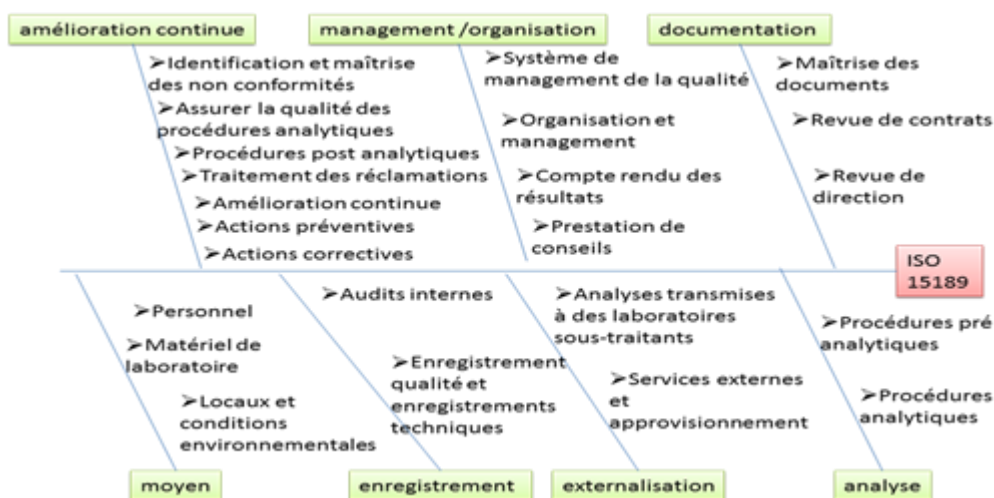 amélioration continue
management /organisation
documentation
➢Identification et maîtrise
des non conformités
➢Assurer la qualité des
procédures analytiques
➢Procédures post analytiques
➢Traitement des réclamations
➢Amélioration continue
➢Actions préventives
➢Actions correctives
➢Système de
management de la qualité
➢Organisation et
management
➢Compte rendu des
résultats
➢Prestation de
conseils
➢Maîtrise des
documents
➢Revue de contrats
➢Revue de
direction
ISO
15189
➢Personnel
➢Matériel de
laboratoire
➢Locaux et
conditions
environnementales
➢Audits internes
➢Enregistrement
qualité et
enregistrements
techniques
➢Analyses transmises
à des laboratoires
sous-traitants
➢Services externes
et
approvisionnement
➢Procédures pré
analytiques
➢Procédures
analytiques
moyen
enregistrement
externalisation
analyse